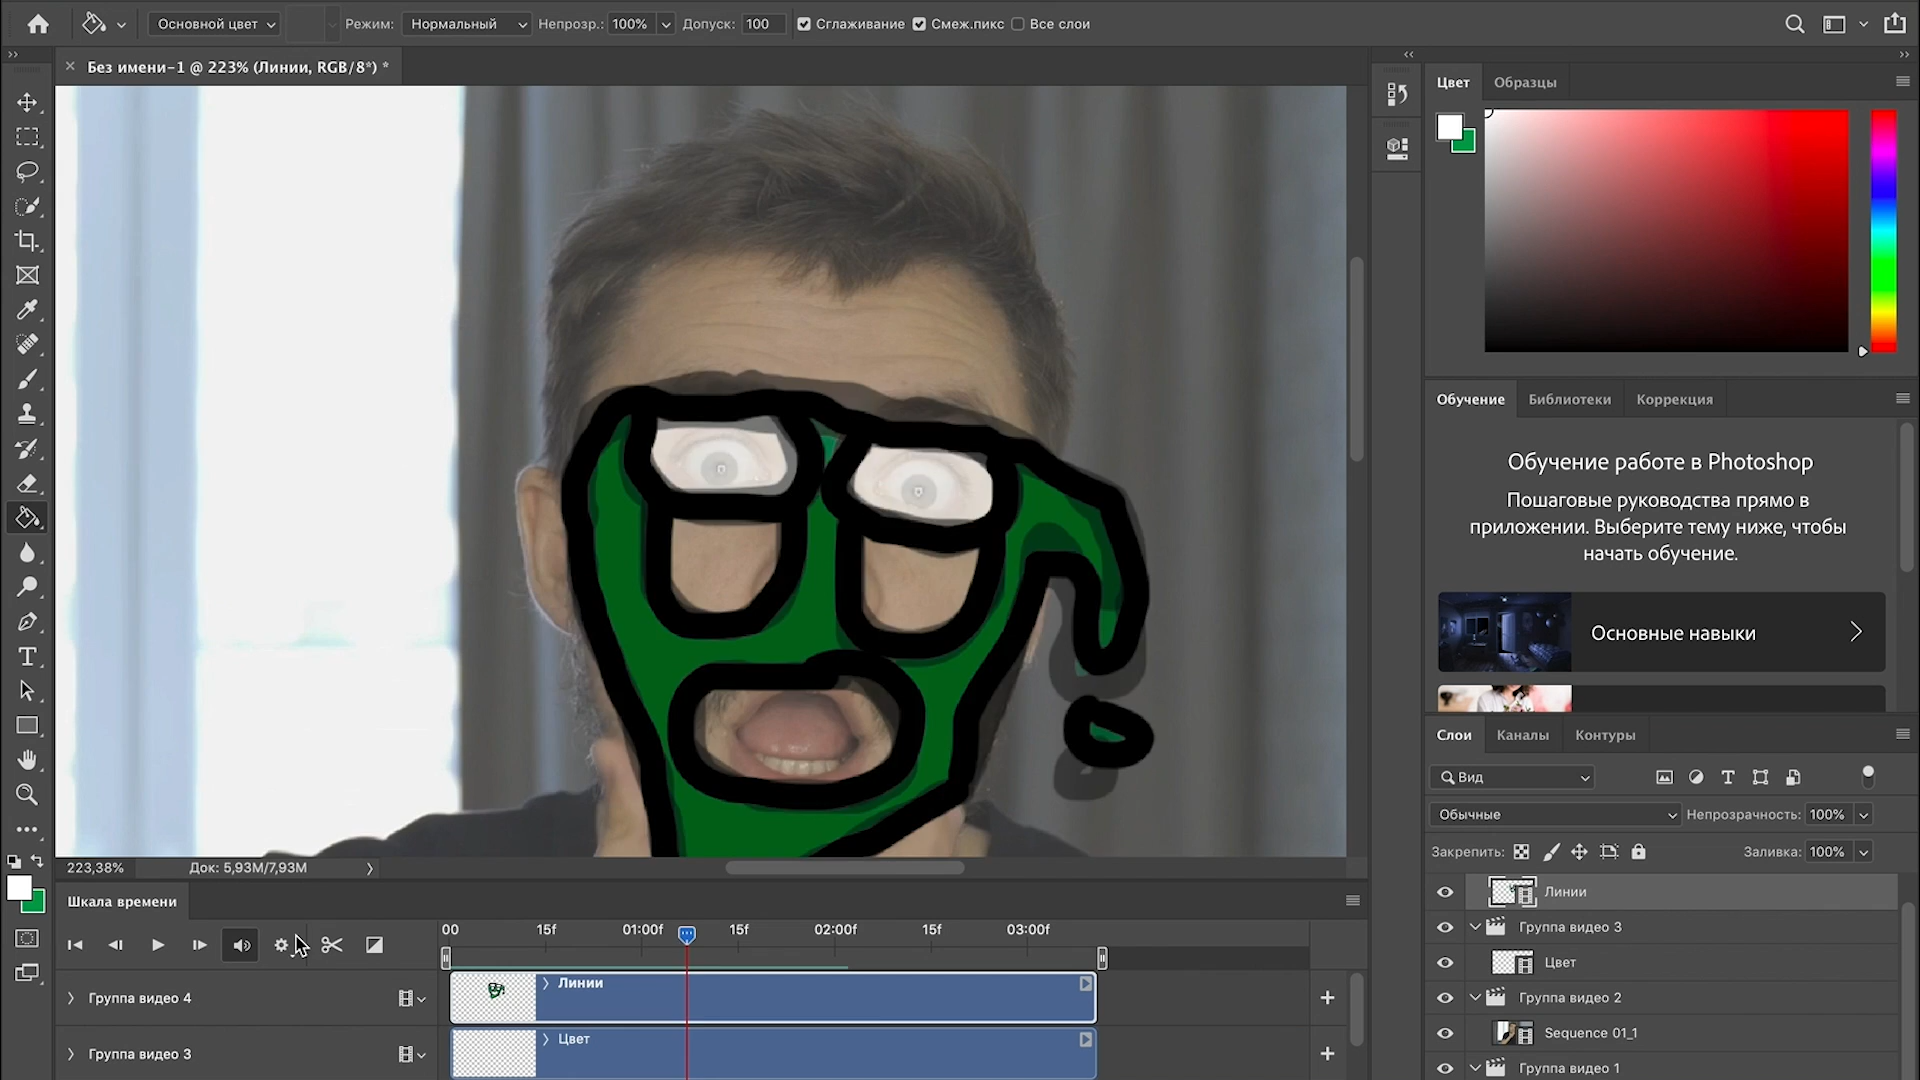 Основной цвет
Режим: Нормальный Непрозр.: 100% Допуск: 100 Сглаживание Смеж.пикс Все слои
Без имени-1 @ 223% (Линии, RGB/8*) *
Цвет Образцы
Обучение Библиотеки Коррекция
Обучение работе в Photoshop
Пошаговые руководства прямо в
приложении. Выберите тему ниже, чтобы
начать обучение.
Основные навыки
Слои Каналы Контуры
Вид
Обычные Непрозрачность: 100%
Закрепить: Заливка: 100%
Линии
Группа видео 3
Цвет
Группа видео 2
Sequence 01_1
Группа видео 1
223,38% Док: 5,93M/7,93M
Шкала времени
00 15f 01:00f 15f 02:00f 15f 03:00f
Группа видео 4 Линии
Группа видео 3 Цвет